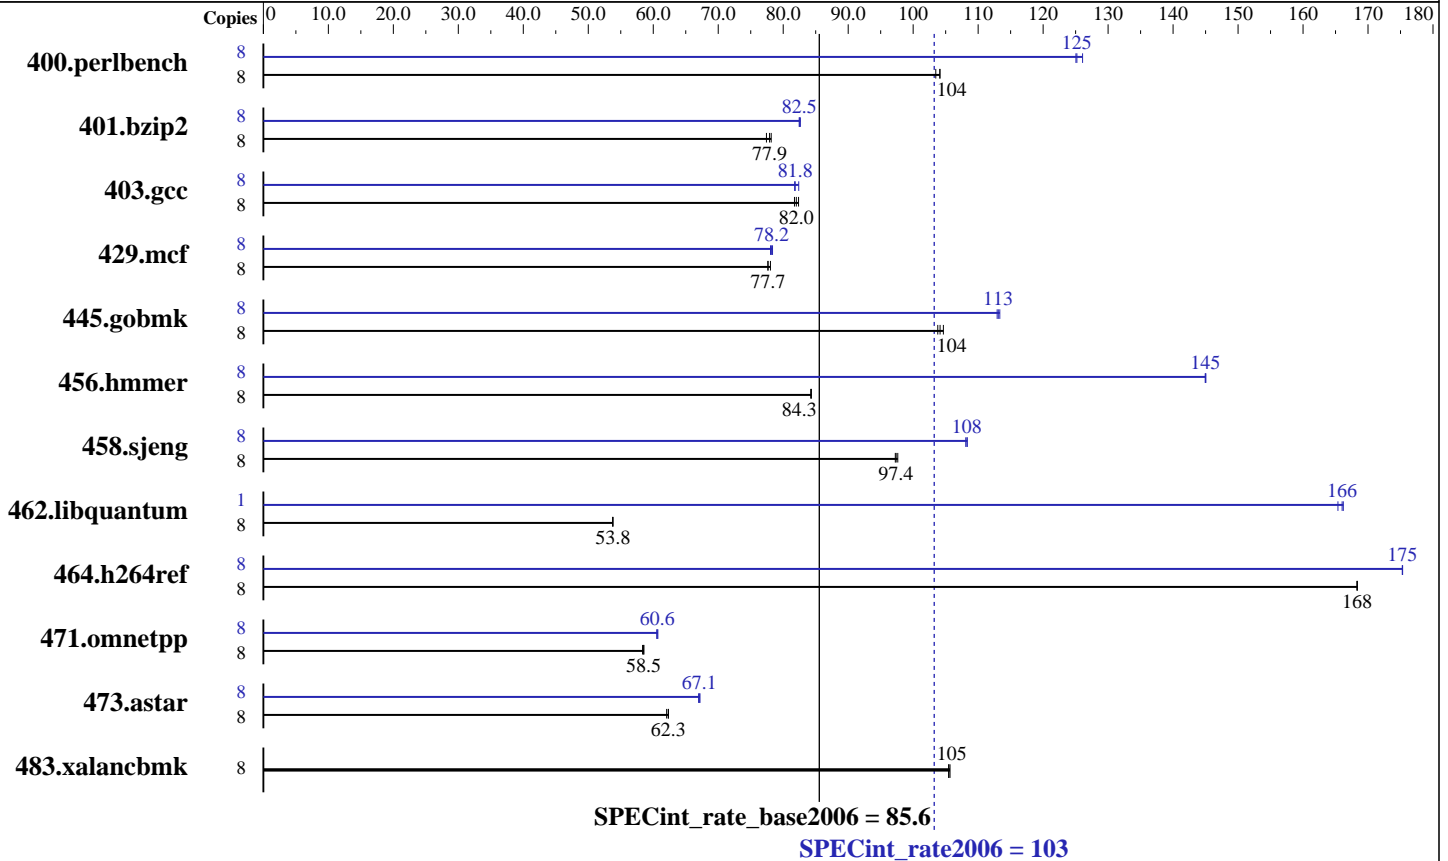 Copies 0 10.0 20.0 30.0 40.0 50.0 60.0 70.0 80.0 90.0 100 110 120 130 140 150 160 170 180
400.perlbench 8 125
8 104
401.bzip2 8 82.5
8 77.9
403.gcc 8 81.8
8 82.0
429.mcf 8 78.2
8 77.7
445.gobmk 8 113
8 104
456.hmmer 8 145
8 84.3
458.sjeng 8 108
8 97.4
462.libquantum 1 166
8 53.8
464.h264ref 8 175
8 168
471.omnetpp 8 60.6
8 58.5
473.astar 8 67.1
8 62.3
483.xalancbmk 8 105
SPECint_rate_base2006 = 85.6
SPECint_rate2006 = 103